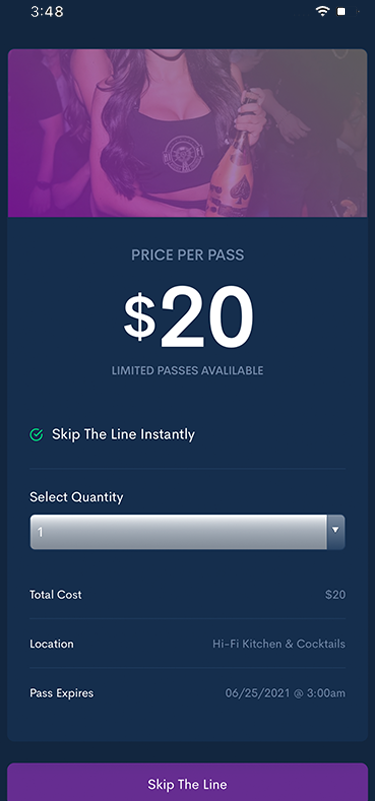 3:48
PRICE PER PASS
$20
LIMITED PASSES AVALILABLE
Skip The Line Instantly
Select Quantity
1
Total Cost $20
Location Hi-Fi Kitchen & Cocktails
Pass Expires 06/25/2021 @ 3:00am
Skip The Line